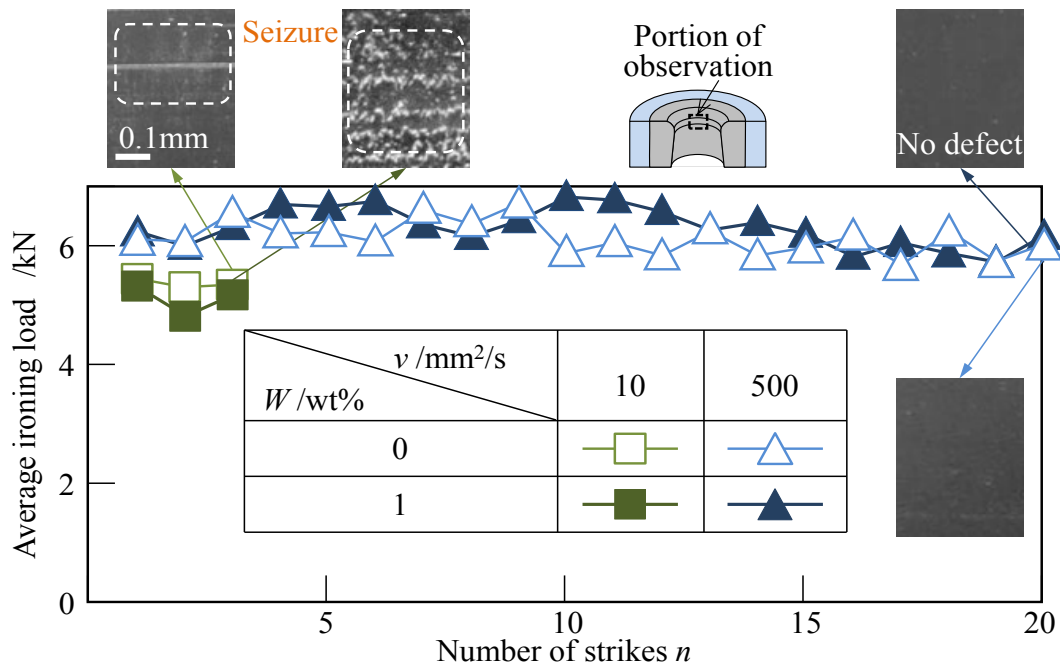 Seizure
Portion of
observation
0.1mm
No defect
Average ironing load /kN
7
6
4
2
0
v /mm²/s
W /wt%
10
500
0
1
5
10
15
20
Number of strikes n